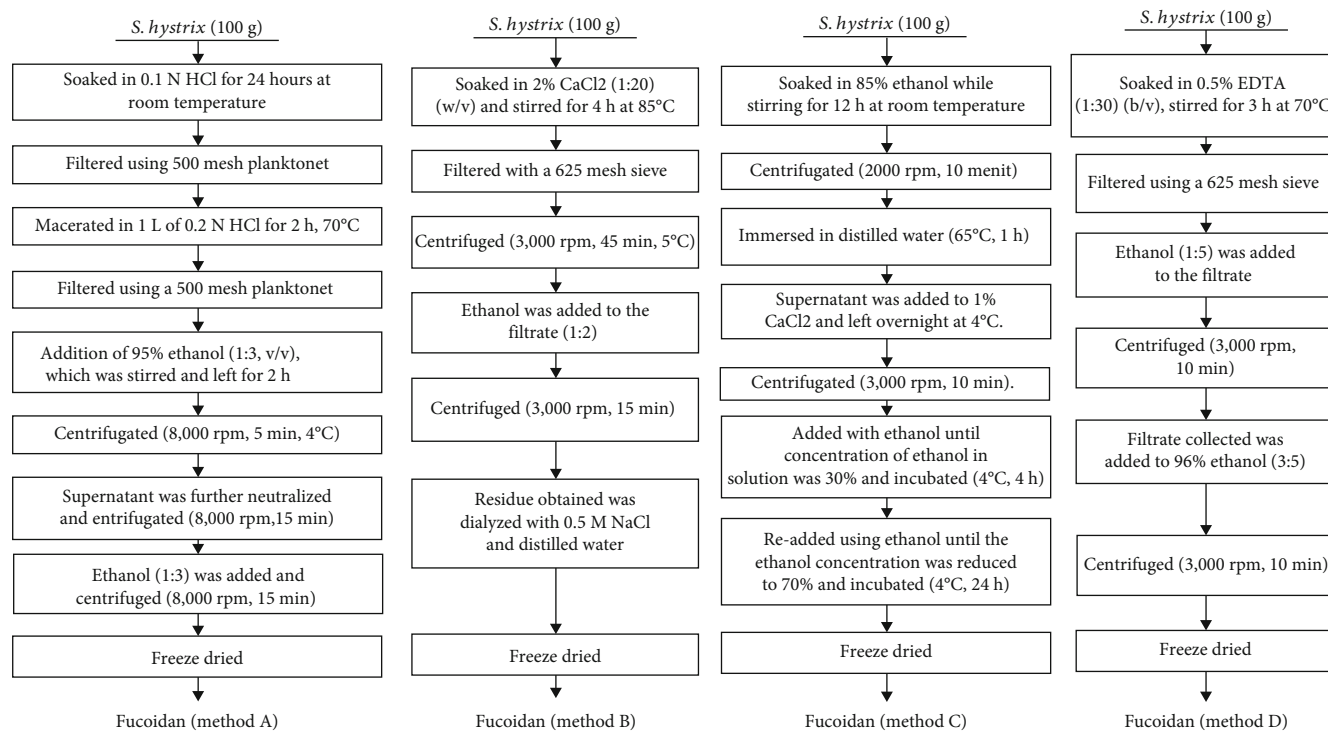 S. hystrix (100 g)
Soaked in 0.1 N HCl for 24 hours at
room temperature
Filtered using 500 mesh planktonet
Macerated in 1 L of 0.2 N HCl for 2 h, 70°C
Filtered using a 500 mesh planktonet
Addition of 95% ethanol (1:3, v/v),
which was stirred and left for 2 h
Centrifugated (8,000 rpm, 5 min, 4°C)
Supernatant was further neutralized
and entrifugated (8,000 rpm,15 min)
Ethanol (1:3) was added and
centrifuged (8,000 rpm, 15 min)
Freeze dried
Fucoidan (method A)
S. hystrix (100 g)
Soaked in 2% CaCl2 (1:20)
(w/v) and stirred for 4 h at 85°C
Filtered with a 625 mesh sieve
Centrifuged (3,000 rpm, 45 min, 5°C)
Ethanol was added to the
filtrate (1:2)
Centrifuged (3,000 rpm, 15 min)
Residue obtained was
dialyzed with 0.5 M NaCl
and distilled water
Freeze dried
Fucoidan (method B)
S. hystrix (100 g)
Soaked in 85% ethanol while
stirring for 12 h at room temperature
Centrifugated (2000 rpm, 10 menit)
Immersed in distilled water (65°C, 1 h)
Supernatant was added to 1%
CaCl2 and left overnight at 4°C.
Centrifugated (3,000 rpm, 10 min).
Added with ethanol until
concentration of ethanol in
solution was 30% and incubated (4°C, 4 h)
Re-added using ethanol until the
ethanol concentration was reduced
to 70% and incubated (4°C, 24 h)
Freeze dried
Fucoidan (method C)
S. hystrix (100 g)
Soaked in 0.5% EDTA
(1:30) (b/v), stirred for 3 h at 70°C
Filtered using a 625 mesh sieve
Ethanol (1:5) was added
to the filtrate
Centrifuged (3,000 rpm,
10 min)
Filtrate collected was
added to 96% ethanol (3:5)
Centrifuged (3,000 rpm, 10 min)
Freeze dried
Fucoidan (method D)